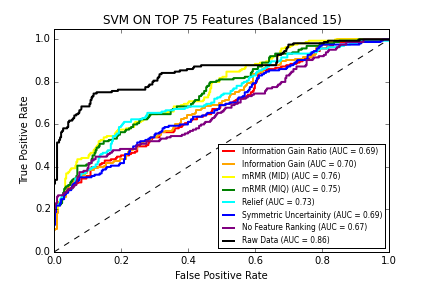 SVM ON TOP 75 Features (Balanced 15)
True Positive Rate
1.0
0.8
0.6
0.4
0.2
0.0
Information Gain Ratio (AUC = 0.69)
Information Gain (AUC = 0.70)
mRMR (MID) (AUC = 0.76)
mRMR (MIQ) (AUC = 0.75)
Relief (AUC = 0.73)
Symmetric Uncertainity (AUC = 0.69)
No Feature Ranking (AUC = 0.67)
Raw Data (AUC = 0.86)
0.0 0.2 0.4 0.6 0.8 1.0
False Positive Rate